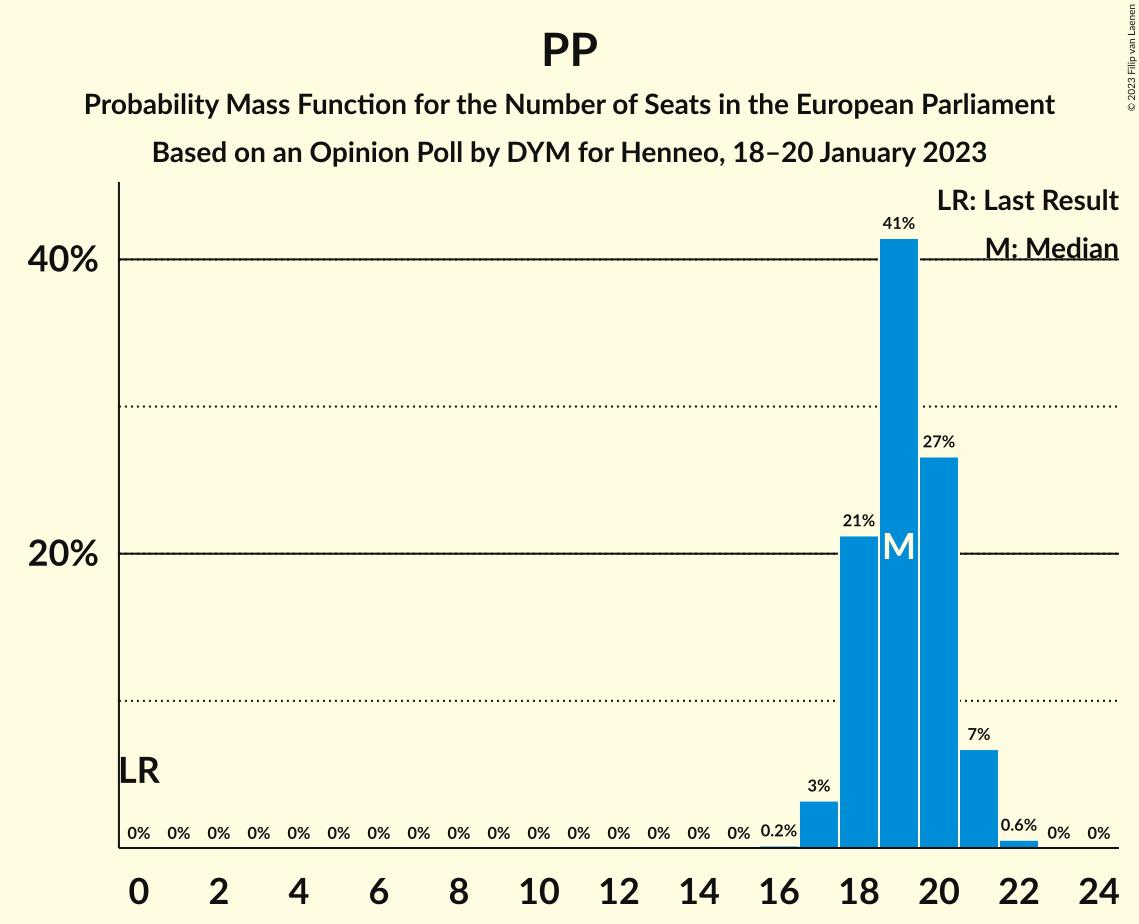 PP
Probability Mass Function for the Number of Seats in the European Parliament
Based on an Opinion Poll by DYM for Henneo, 18–20 January 2023
© 2023 Filip van Laenen
LR: Last Result
M: Median
40%
20%
41%
27%
21%
M
7%
3%
LR
0% 0% 0% 0% 0% 0% 0% 0% 0% 0% 0% 0% 0% 0% 0% 0% 0.2% 0.6% 0% 0%
0 2 4 6 8 10 12 14 16 18 20 22 24